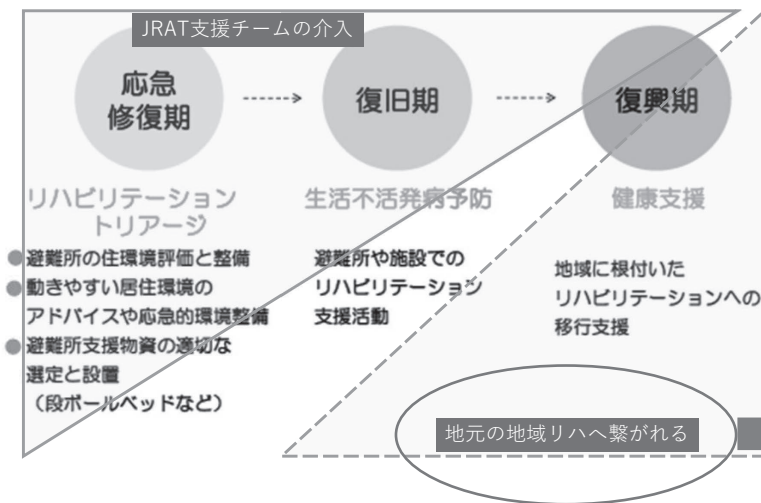 JRAT支援チームの介入
応急
修復期
復旧期
復興期
リハビリテーション
トリアージ
生活不活発病予防
健康支援
●避難所の住環境評価と整備
●動きやすい居住環境の
アドバイスや応急的環境整備
●避難所支援物資の適切な
選定と設置
（段ボールベッドなど）
避難所や施設での
リハビリテーション
支援活動
地域に根付いた
リハビリテーションへの
移行支援
地元の地域リハへ繋がれる